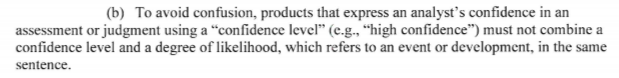 (b) To avoid confusion, products that express an analyst's confidence in an
assessment or judgment using a "confidence level" (e.g., "high confidence") must not combine a
confidence level and a degree of likelihood, which refers to an event or development, in the same
sentence.